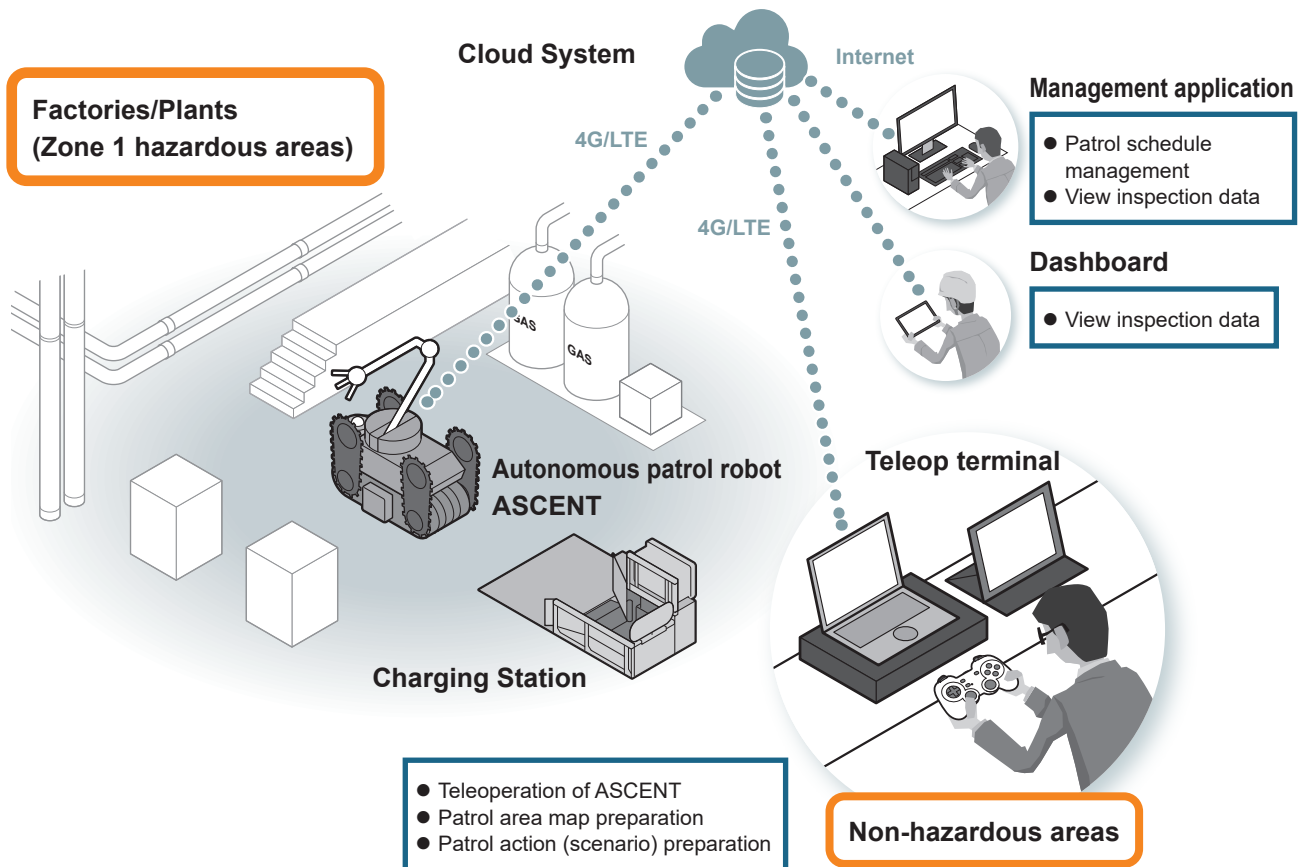 Cloud System
Internet
Factories/Plants
(Zone 1 hazardous areas)
4G/LTE
4G/LTE
Management application
● Patrol schedule
management
● View inspection data
Dashboard
● View inspection data
GAS
GAS
Autonomous patrol robot
ASCENT
Teleop terminal
Charging Station
● Teleoperation of ASCENT
● Patrol area map preparation
● Patrol action (scenario) preparation
Non-hazardous areas